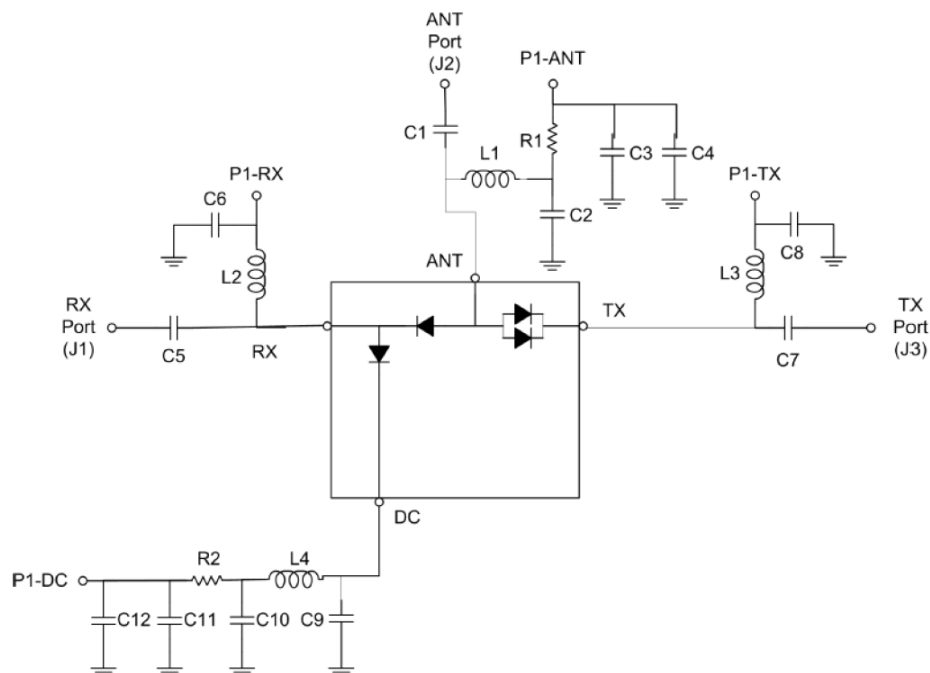 ANT
Port
(J2)
P1-ANT
C1
R1
L1
C3
C4
C2
P1-RX
C6
L2
P1-TX
C8
L3
ANT
RX
Port
(J1)
C5
RX
TX
C7
TX
Port
(J3)
DC
P1-DC
R2
L4
C12
C11
C10
C9